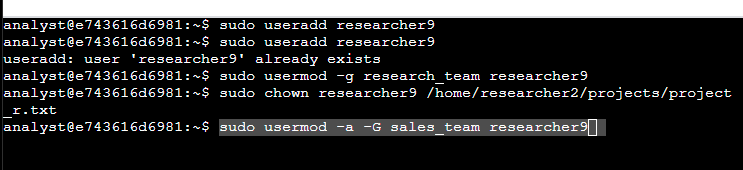 analyst@e743616d6981:~$ sudo useradd researcher9
analyst@e743616d6981:~$ sudo useradd researcher9
useradd: user 'researcher9' already exists
analyst@e743616d6981:~$ sudo usermod -g research_team researcher9
analyst@e743616d6981:~$ sudo chown researcher9 /home/researcher2/projects/project
_r.txt
analyst@e743616d6981:~$ sudo usermod -a -G sales_team researcher9